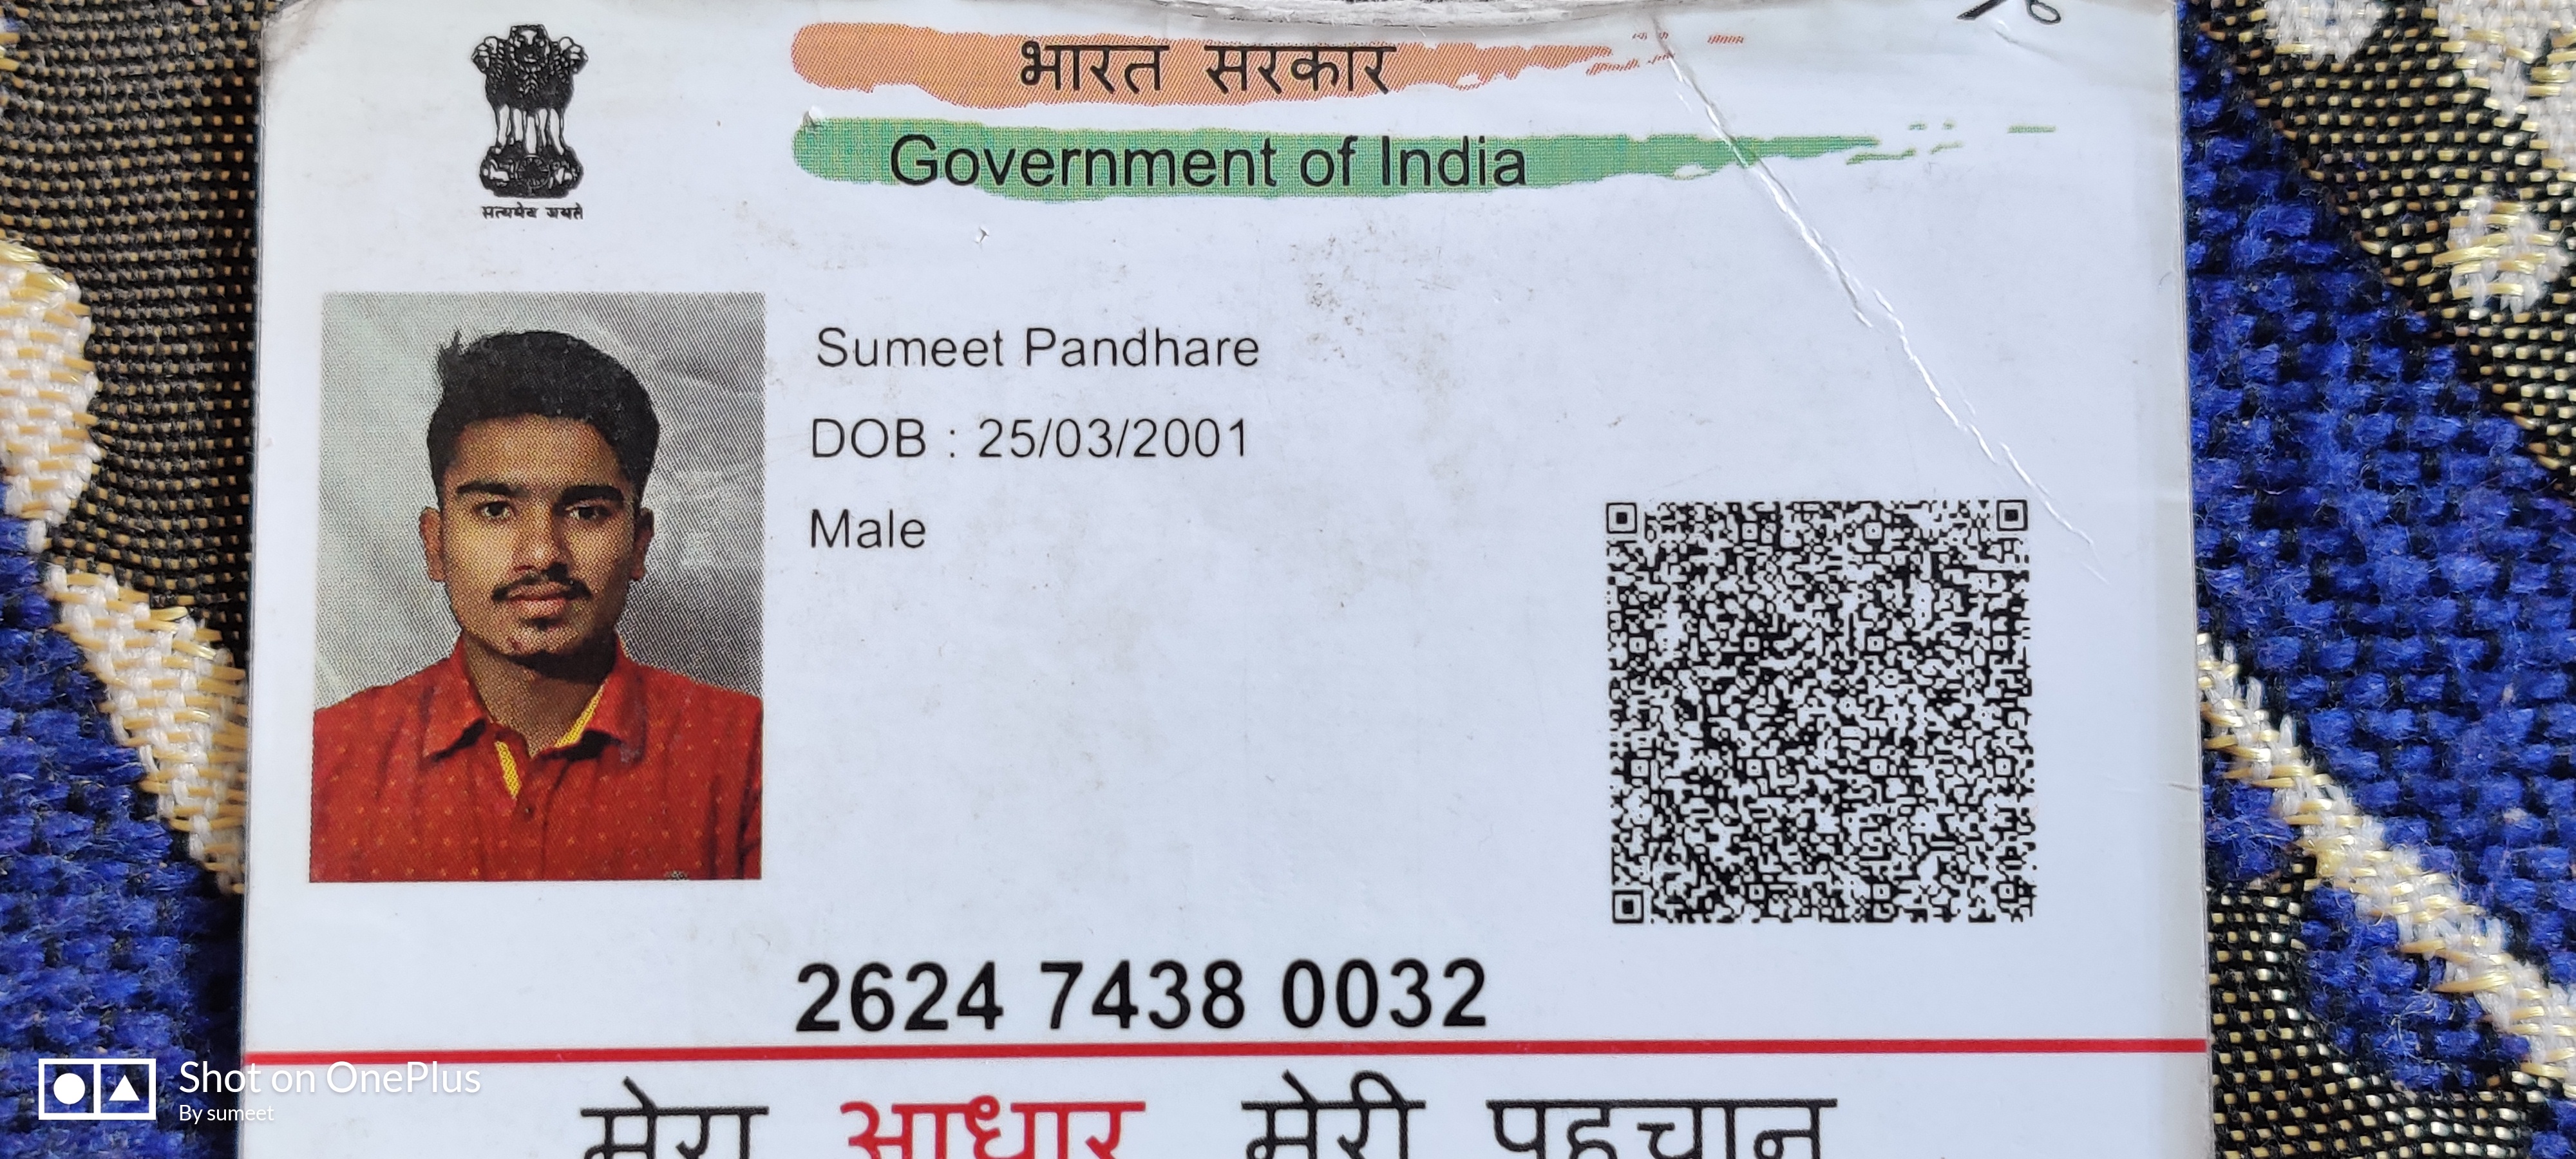 भारत सरकार
Government of India
सत्यमेव जयते
Sumeet Pandhare
DOB : 25/03/2001
Male
2624 7438 0032
मेरा आधार मेरी पहचान
Shot on OnePlus
By sumeet